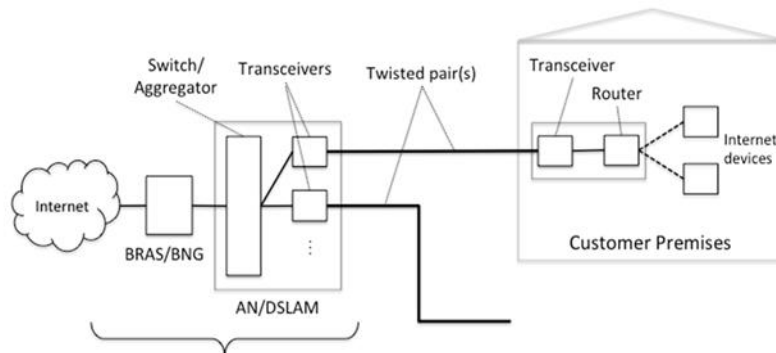 Switch/
Aggregator
Transceivers
Twisted pair(s)
Transceiver
Router
Internet
devices
Internet
BRAS/BNG
AN/DSLAM
Customer Premises